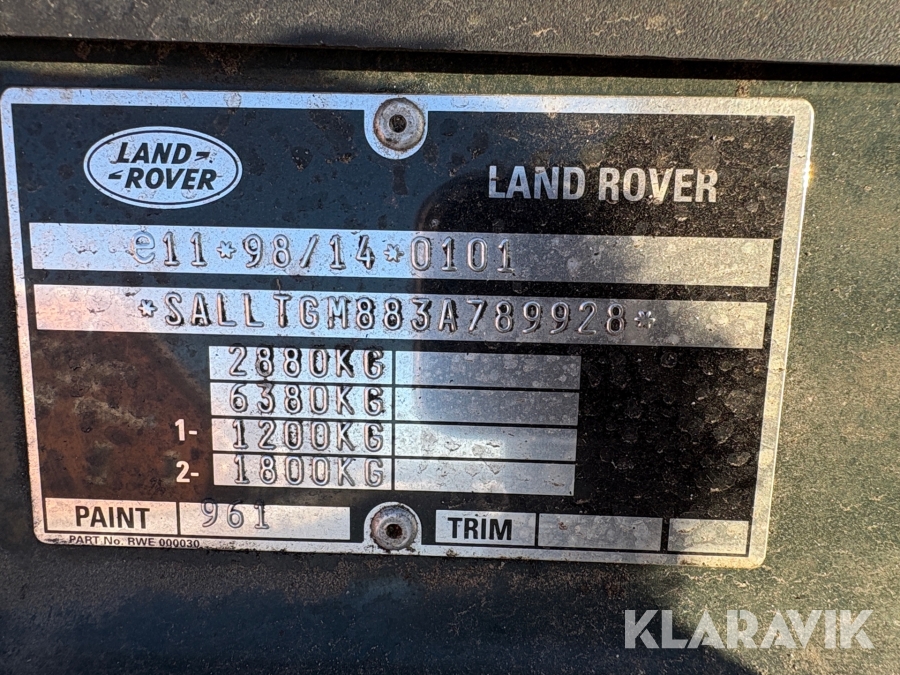 LAND-
-ROVER
LAND ROVER
e11*98/14*0101
*SALLTGM883A789928*
2880KG
6380KG
1- 1200KG
2- 1800KG
PAINT 961 TRIM
PART No. RWE 000030
KLARAVIK